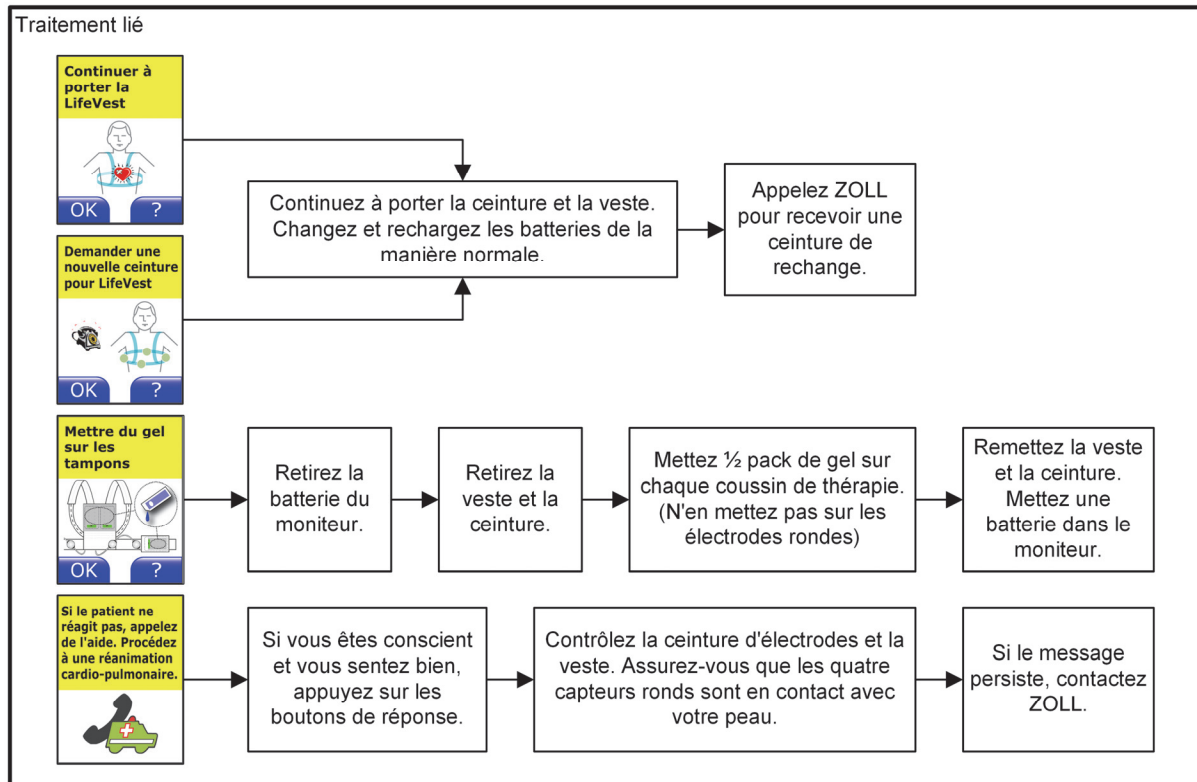 Traitement lié
Continuer à
porter la
LifeVest
OK ?
Demander une
nouvelle ceinture
pour LifeVest
OK ?
Continuez à porter la ceinture et la veste.
Changez et rechargez les batteries de la
manière normale.
Appelez ZOLL
pour recevoir une
ceinture de
rechange.
Mettre du gel
sur les
tampons
OK ?
Retirez la
batterie du
moniteur.
Retirez la
veste et la
ceinture.
Mettez ½ pack de gel sur
chaque coussin de thérapie.
(N'en mettez pas sur les
électrodes rondes)
Remettez la veste
et la ceinture.
Mettez une
batterie dans le
moniteur.
Si le patient ne
réagit pas, appelez
de l'aide. Procédez
à une réanimation
cardio-pulmonaire.
Si vous êtes conscient
et vous sentez bien,
appuyez sur les
boutons de réponse.
Contrôlez la ceinture d'électrodes et la
veste. Assurez-vous que les quatre
capteurs ronds sont en contact avec
votre peau.
Si le message
persiste, contactez
ZOLL.